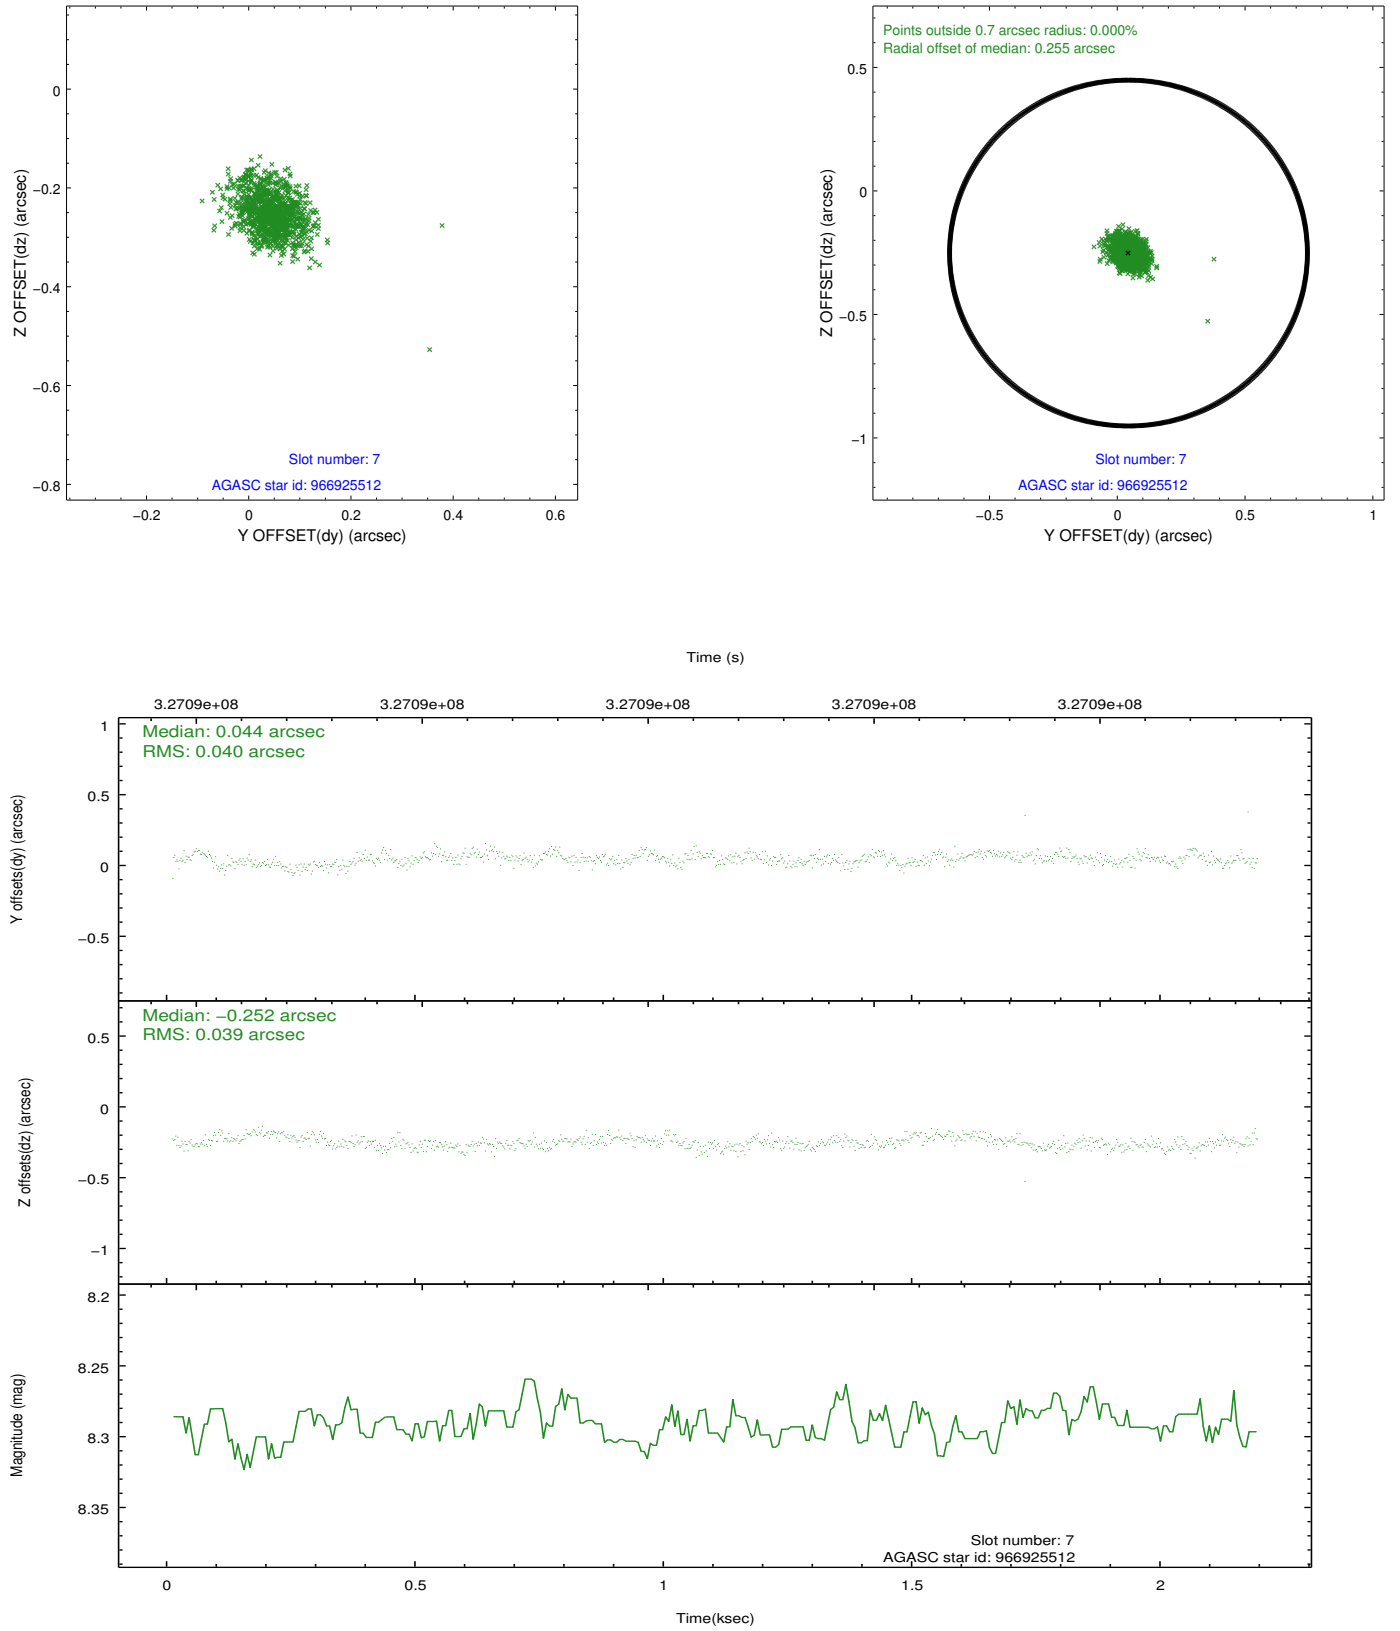 0
−0.2
−0.4
−0.6
−0.8
Z OFFSET(dz) (arcsec)
Slot number: 7
AGASC star id: 966925512
−0.2 0 0.2 0.4 0.6
Y OFFSET(dy) (arcsec)
Points outside 0.7 arcsec radius: 0.000%
Radial offset of median: 0.255 arcsec
0.5
0
−0.5
−1
Z OFFSET(dz) (arcsec)
Slot number: 7
AGASC star id: 966925512
−0.5 0 0.5 1
Y OFFSET(dy) (arcsec)
Time (s)
3.2709e+08 3.2709e+08 3.2709e+08 3.2709e+08 3.2709e+08
Median: 0.044 arcsec
RMS: 0.040 arcsec
1
0.5
0
−0.5
Y offsets(dy) (arcsec)
Median: −0.252 arcsec
RMS: 0.039 arcsec
0.5
0
−0.5
−1
Z offsets(dz) (arcsec)
8.2
8.25
8.3
8.35
Magnitude (mag)
Slot number: 7
AGASC star id: 966925512
0 0.5 1 1.5 2
Time(ksec)